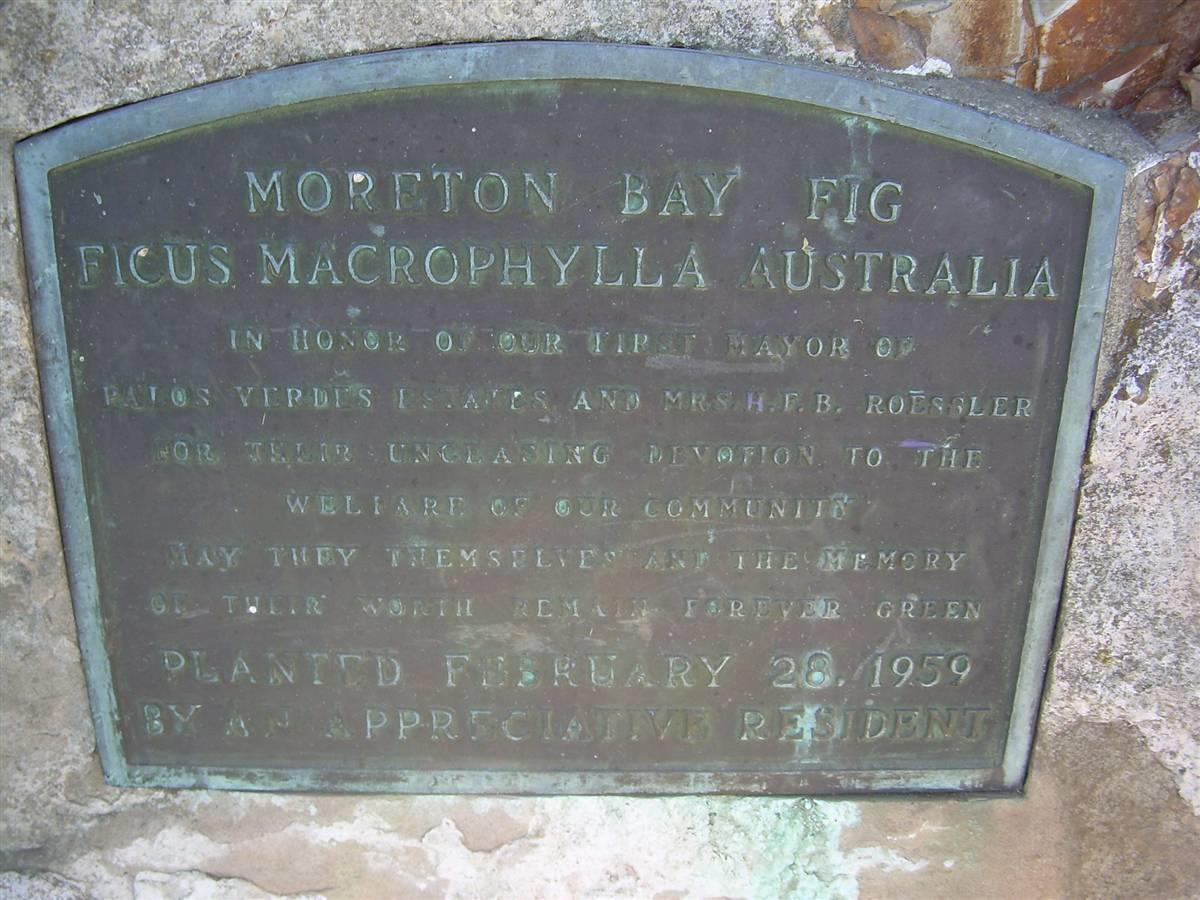 MORETON BAY FIG
FICUS MACROPHYLLA AUSTRALIA
IN HONOR OF OUR FIRST MAYOR OF
PALOS VERDES ESTATES AND MRS. H.F.B. ROESSLER
FOR THEIR UNCEASING DEVOTION TO THE
WELFARE OF OUR COMMUNITY
MAY THEY THEMSELVES AND THE MEMORY
OF THEIR WORTH REMAIN FOREVER GREEN
PLANTED FEBRUARY 28. 1959
BY AN APPRECIATIVE RESIDENT